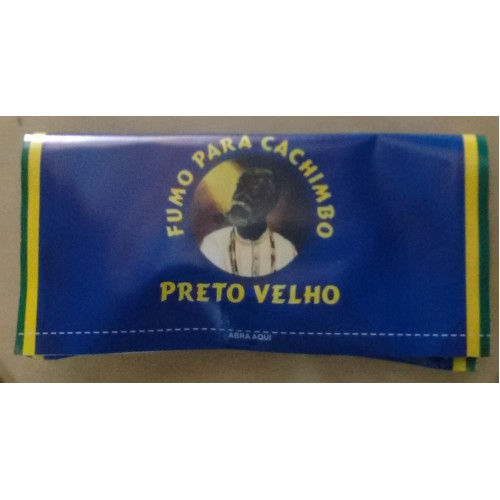 FUMO PARA CACHIMBO
PRETO VELHO
ABRA AQUI